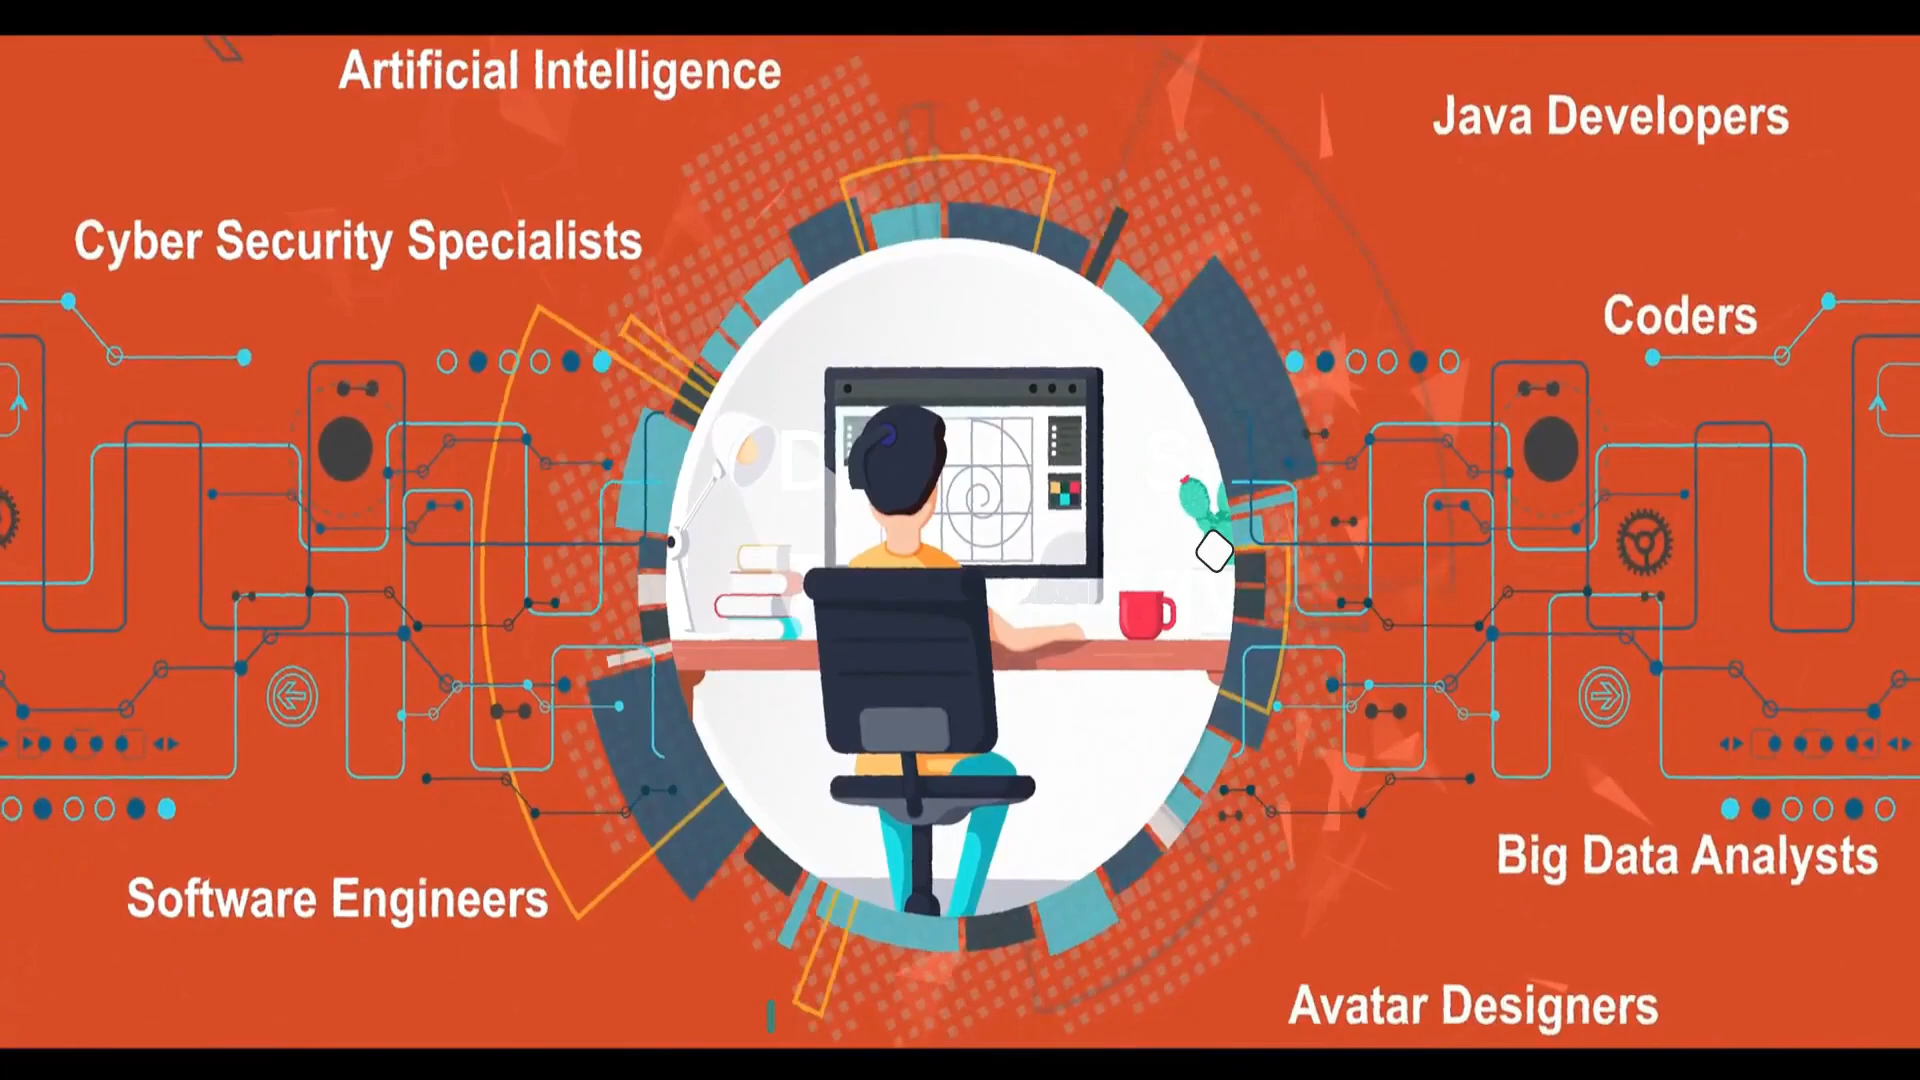 Artificial Intelligence
Java Developers
Cyber Security Specialists
Coders
Big Data Analysts
Software Engineers
Avatar Designers